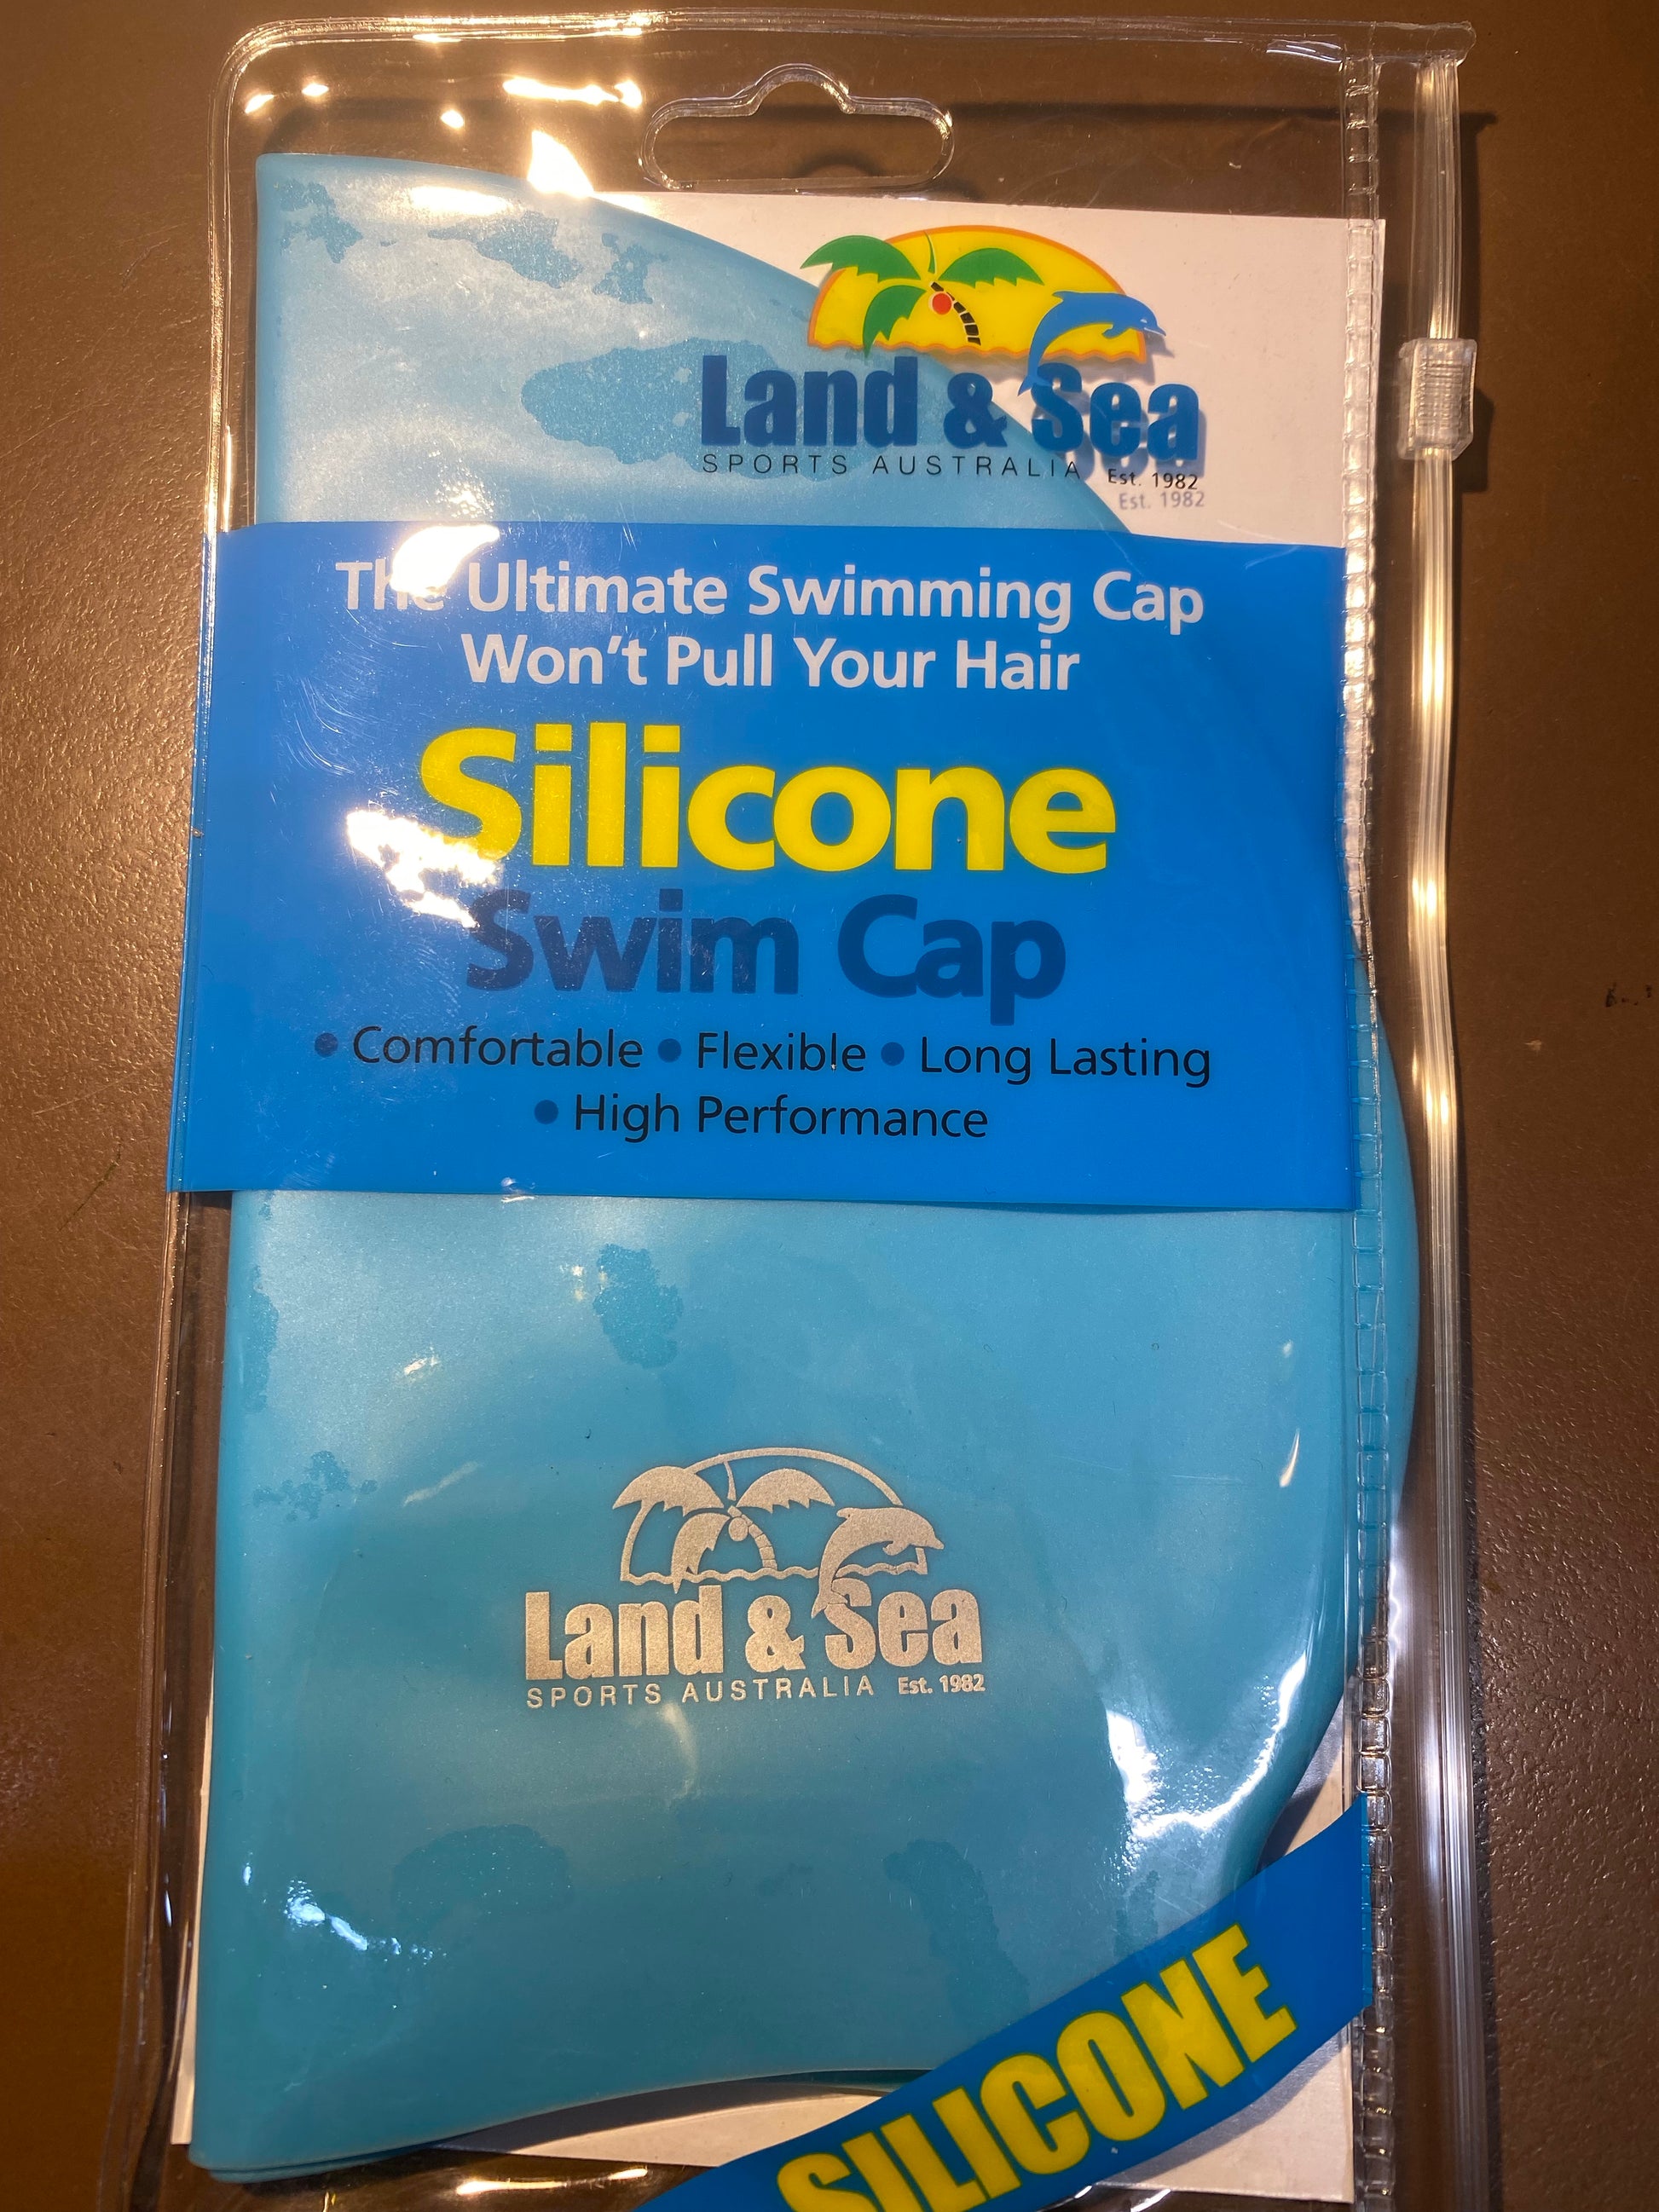 Land & Sea
SPORTS AUSTRALIA Est. 1982
Est. 1982
The Ultimate Swimming Cap
Won't Pull Your Hair
Silicone
Swim Cap
• Comfortable • Flexible • Long Lasting
• High Performance
Land & Sea
SPORTS AUSTRALIA Est. 1982
SILICONE